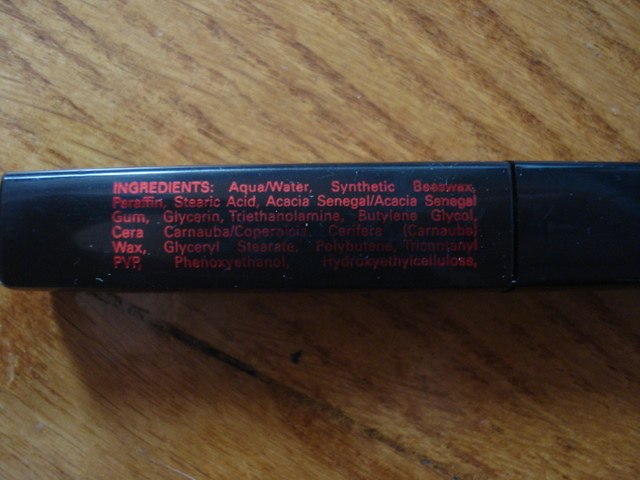 INGREDIENTS: Aqua/Water, Synthetic Beeswax,
Paraffin, Stearic Acid, Acacia Senegal/Acacia Senegal
Gum, Glycerin, Triethanolamine, Butylene Glycol,
Cera Carnauba/Copernicia Cerifera (Carnauba)
Wax, Glyceryl Stearate, Polybutene, Tricontanyl
PVP, Phenoxyethanol, Hydroxyethylcellulose,